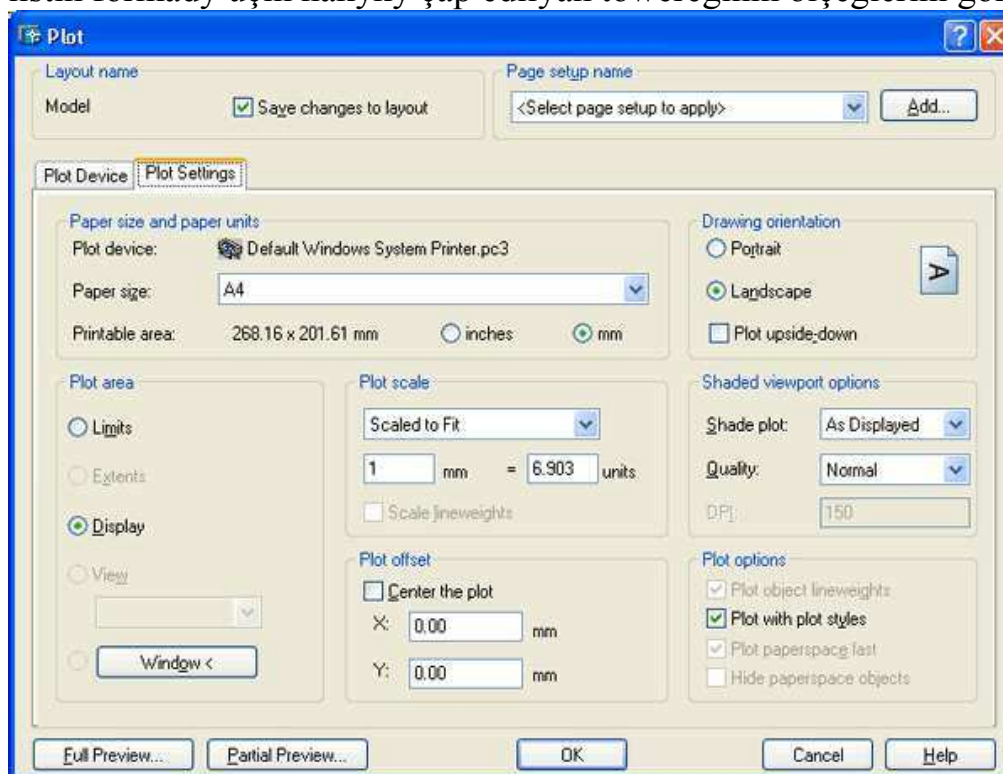 üçin hakyky çap edilýän töwereginiň ölçeglerini
Plot
Layout name
Model
Save changes to layout
Page setup name
<Select page setup to apply>
Add...
Plot Device
Plot Settings
Paper size and paper units
Plot device:
Default Windows System Printer.pc3
Paper size:
A4
Printable area:
268.16 x 201.61 mm
inches
mm
Drawing orientation
Portrait
Landscape
Plot upside-down
A
Plot area
Limits
Extents
Display
View
Window <
Plot scale
Scaled to Fit
1 mm = 6.903 units
Scale lineweights
Plot offset
Center the plot
X: 0.00 mm
Y: 0.00 mm
Shaded viewport options
Shade plot: As Displayed
Quality: Normal
DPI: 150
Plot options
Plot object lineweights
Plot with plot styles
Plot paperspace last
Hide paperspace objects
Full Preview...
Partial Preview...
OK
Cancel
Help